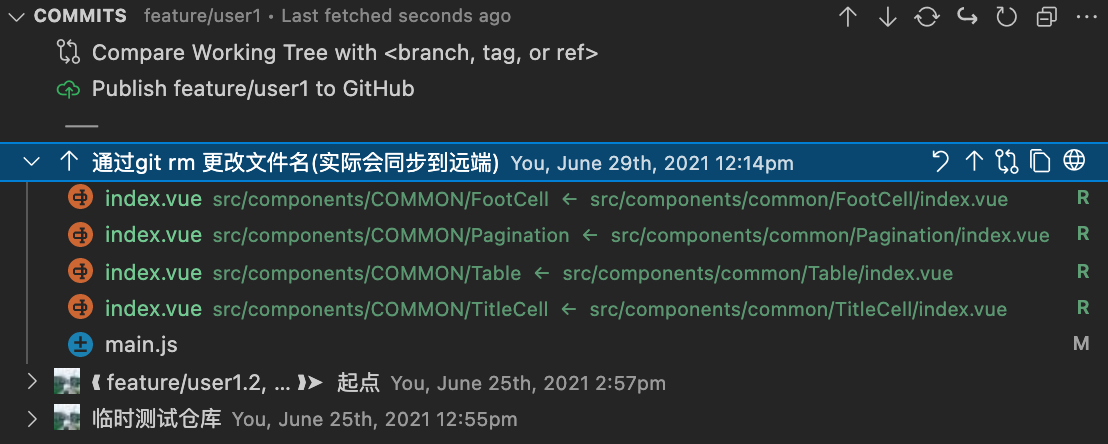 COMMITS feature/user1 • Last fetched seconds ago
Compare Working Tree with <branch, tag, or ref>
Publish feature/user1 to GitHub
通过git rm 更改文件名(实际会同步到远端) You, June 29th, 2021 12:14pm
index.vue src/components/COMMON/FootCell ← src/components/common/FootCell/index.vue R
index.vue src/components/COMMON/Pagination ← src/components/common/Pagination/index.vue R
index.vue src/components/COMMON/Table ← src/components/common/Table/index.vue R
index.vue src/components/COMMON/TitleCell ← src/components/common/TitleCell/index.vue R
main.js M
⟪ feature/user1.2, ... ⟫➤ 起点 You, June 25th, 2021 2:57pm
临时测试仓库 You, June 25th, 2021 12:55pm